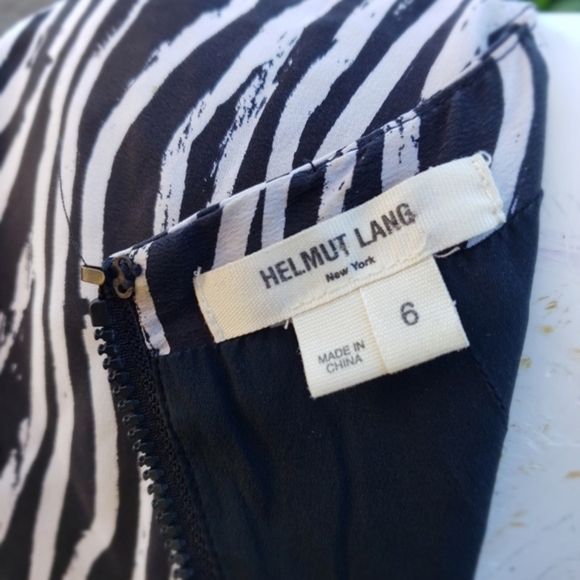 HELMUT LANG
New York
6
MADE IN
CHINA